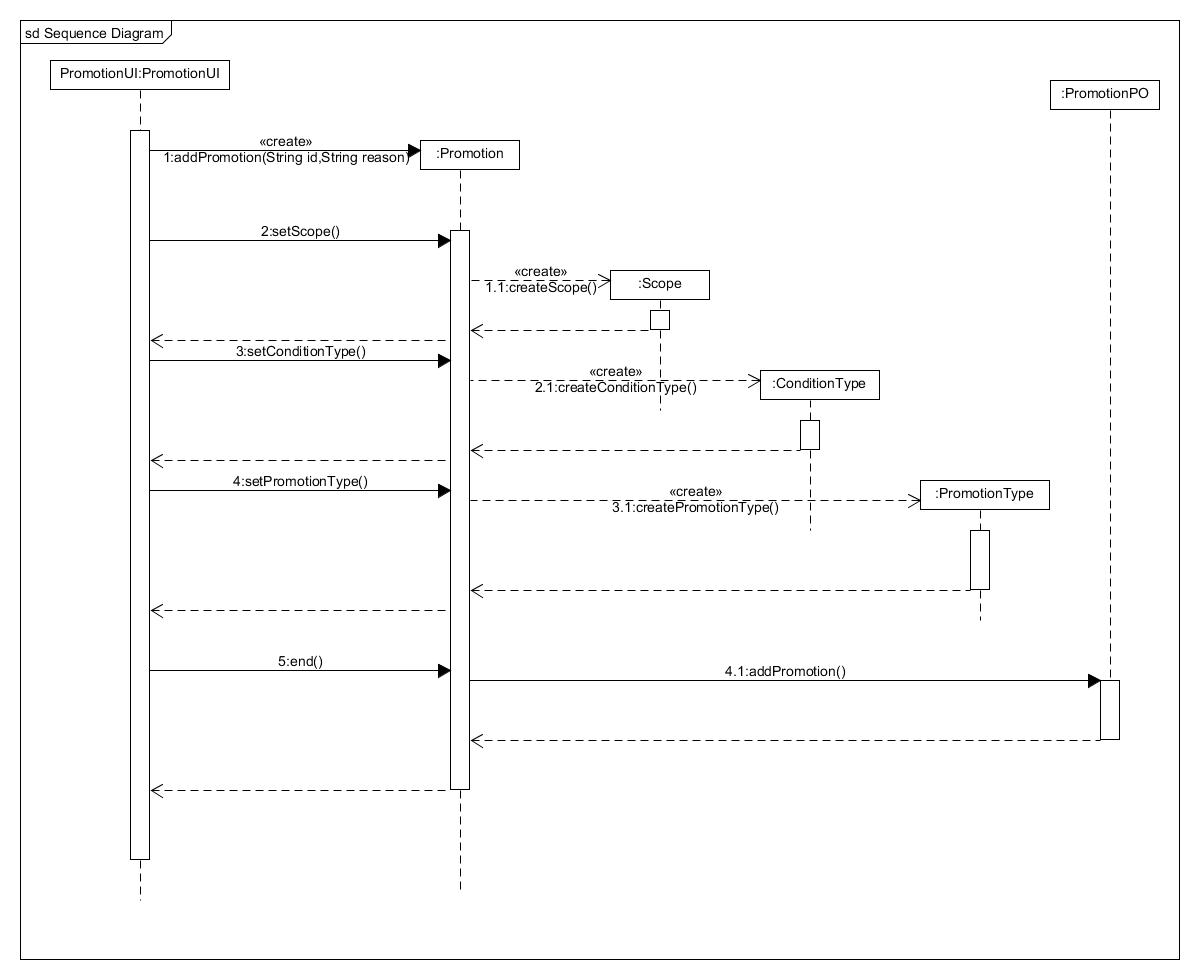 sd Sequence Diagram
PromotionUI:PromotionUI
:PromotionPO
«create»
1:addPromotion(String id,String reason)
:Promotion
2:setScope()
«create»
1.1:createScope()
:Scope
3:setConditionType()
«create»
2.1:createConditionType()
:ConditionType
4:setPromotionType()
«create»
3.1:createPromotionType()
:PromotionType
5:end()
4.1:addPromotion()